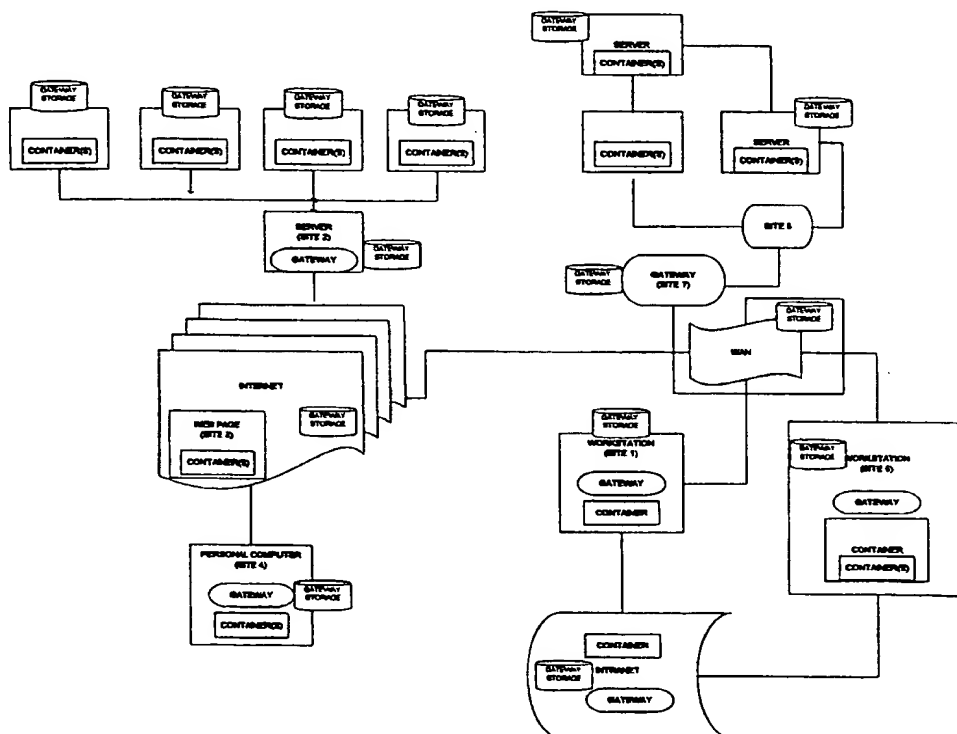 GATEWAY
STORAGE
SERVER
CONTAINER(S)
GATEWAY
STORAGE
CONTAINER(S)
GATEWAY
STORAGE
CONTAINER(S)
GATEWAY
STORAGE
CONTAINER(S)
GATEWAY
STORAGE
CONTAINER(S)
CONTAINER(S)
GATEWAY
STORAGE
SERVER
CONTAINER(S)
SERVER
(SITE 2)
GATEWAY
GATEWAY
STORAGE
SITE
GATEWAY
STORAGE
GATEWAY
(SITE 7)
GATEWAY
STORAGE
WAN
INTERNET
GATEWAY
STORAGE
WEB PAGE
(SITE 3)
CONTAINER(S)
GATEWAY
STORAGE
WORKSTATION
(SITE 1)
GATEWAY
CONTAINER
GATEWAY
STORAGE
WORKSTATION
(SITE
GATEWAY
CONTAINER
CONTAINER(S)
PERSONAL COMPUTER
(SITE 4)
GATEWAY
GATEWAY
STORAGE
CONTAINER(S)
CONTAINER
GATEWAY
STORAGE
INTRANET
GATEWAY